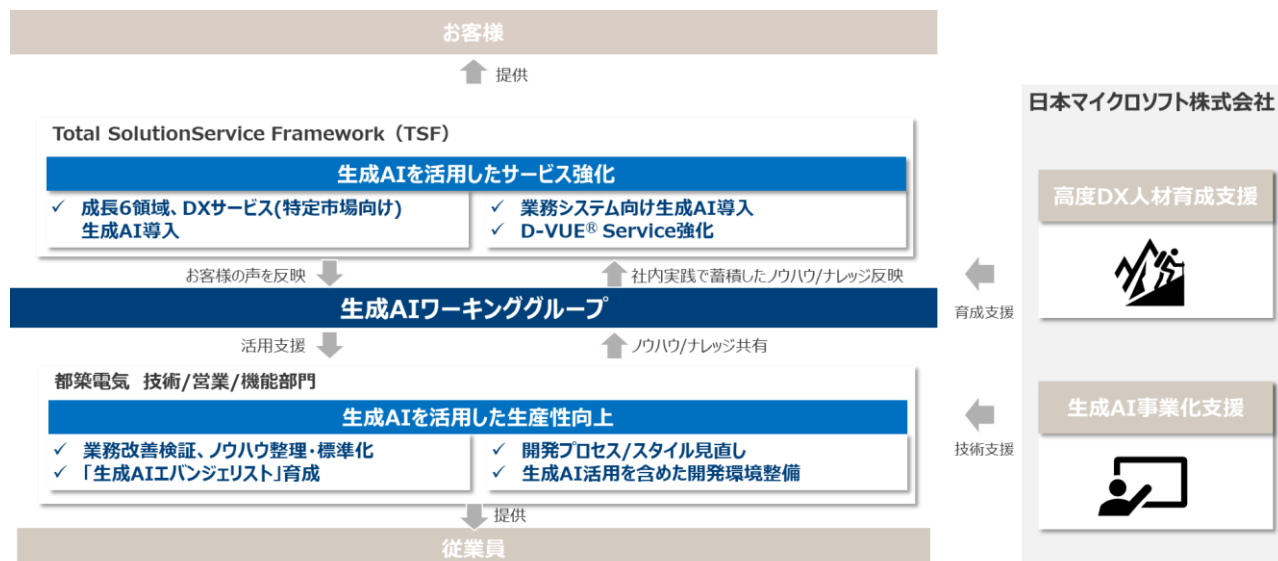 お客様
提供
日本マイクロソフト株式会社
Total SolutionService Framework（TSF）
生成AIを活用したサービス強化
✓ 成長6領域、DXサービス(特定市場向け)
生成AI導入
✓ 業務システム向け生成AI導入
✓ D-VUE® Service強化
高度DX人材育成支援
お客様の声を反映
社内実践で蓄積したノウハウ/ナレッジ反映
育成支援
生成AIワーキンググループ
活用支援
ノウハウ/ナレッジ共有
都築電気 技術/営業/機能部門
生成AIを活用した生産性向上
✓ 業務改善検証、ノウハウ整理・標準化
✓ 「生成AIエバンジェリスト」育成
✓ 開発プロセス/スタイル見直し
✓ 生成AI活用を含めた開発環境整備
生成AI事業化支援
技術支援
提供
従業員